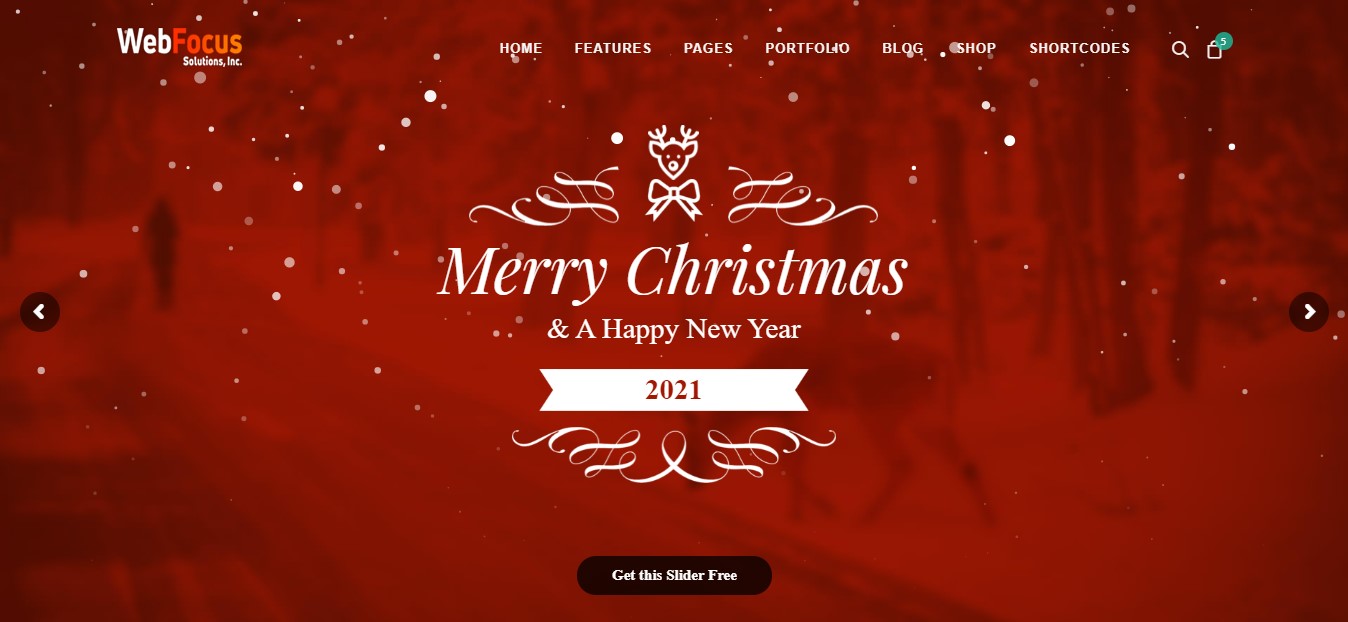 WebFocus
Solutions, Inc.
HOME FEATURES PAGES PORTFOLIO BLOG SHOP SHORTCODES
5
Merry Christmas
& A Happy New Year
2021
Get this Slider Free